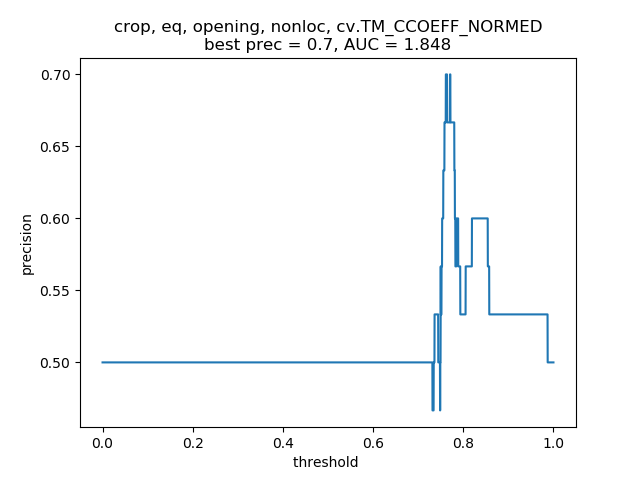 crop, eq, opening, nonloc, cv.TM_CCOEFF_NORMED
best prec = 0.7, AUC = 1.848
0.70
0.65
0.60
0.55
0.50
precision
0.0 0.2 0.4 0.6 0.8 1.0
threshold